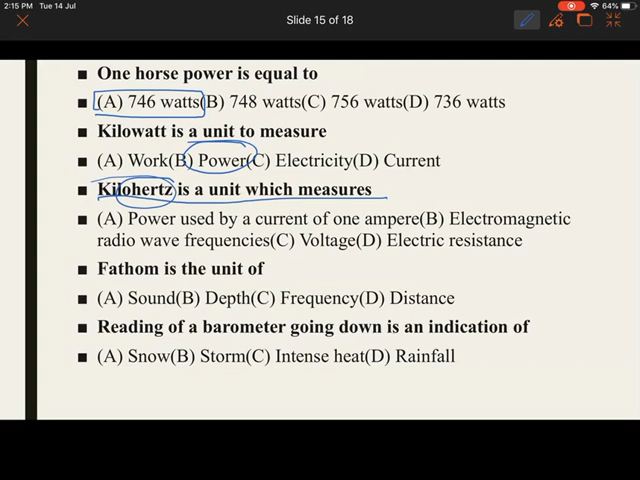 2:15 PM Tue 14 Jul 64%
Slide 15 of 18
One horse power is equal to
(A) 746 watts(B) 748 watts(C) 756 watts(D) 736 watts
Kilowatt is a unit to measure
(A) Work(B) Power(C) Electricity(D) Current
Kilohertz is a unit which measures
(A) Power used by a current of one ampere(B) Electromagnetic
radio wave frequencies(C) Voltage(D) Electric resistance
Fathom is the unit of
(A) Sound(B) Depth(C) Frequency(D) Distance
Reading of a barometer going down is an indication of
(A) Snow(B) Storm(C) Intense heat(D) Rainfall